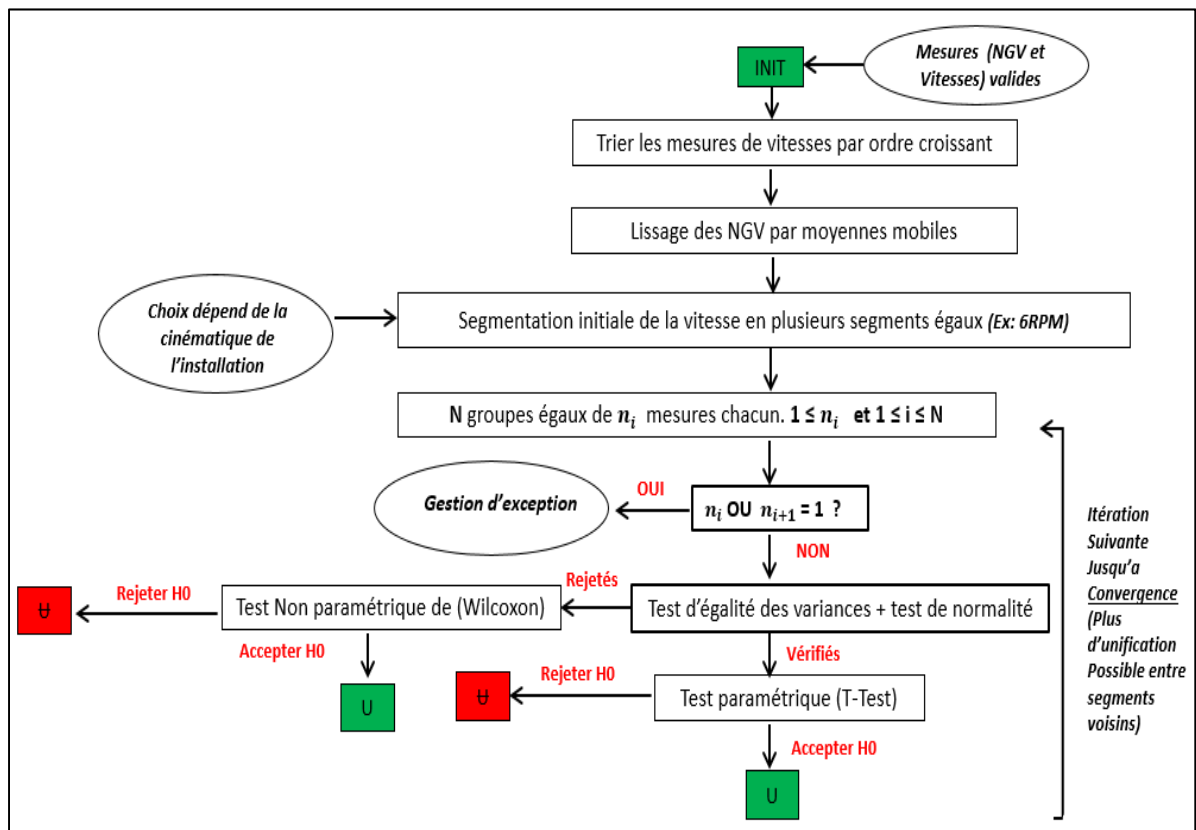 Mesures (NGV et
Vitesses) valides
INIT
Trier les mesures de vitesses par ordre croissant
Lissage des NGV par moyennes mobiles
Choix dépend de la
cinématique de
l'installation
Segmentation initiale de la vitesse en plusieurs segments égaux (Ex: 6RPM)
N groupes égaux de n_i mesures chacun. 1 ≤ n_i et 1 ≤ i ≤ N
Gestion d'exception
OUI
n_i OU n_{i+1} = 1 ?
NON
Rejeter H0
Ʉ
Test Non paramétrique de (Wilcoxon)
Rejetés
Test d'égalité des variances + test de normalité
Accepter H0
U
Vérifiés
Rejeter H0
Ʉ
Test paramétrique (T-Test)
Accepter H0
U
Itération
Suivante
Jusqu'a
Convergence
(Plus
d'unification
Possible entre
segments
voisins)